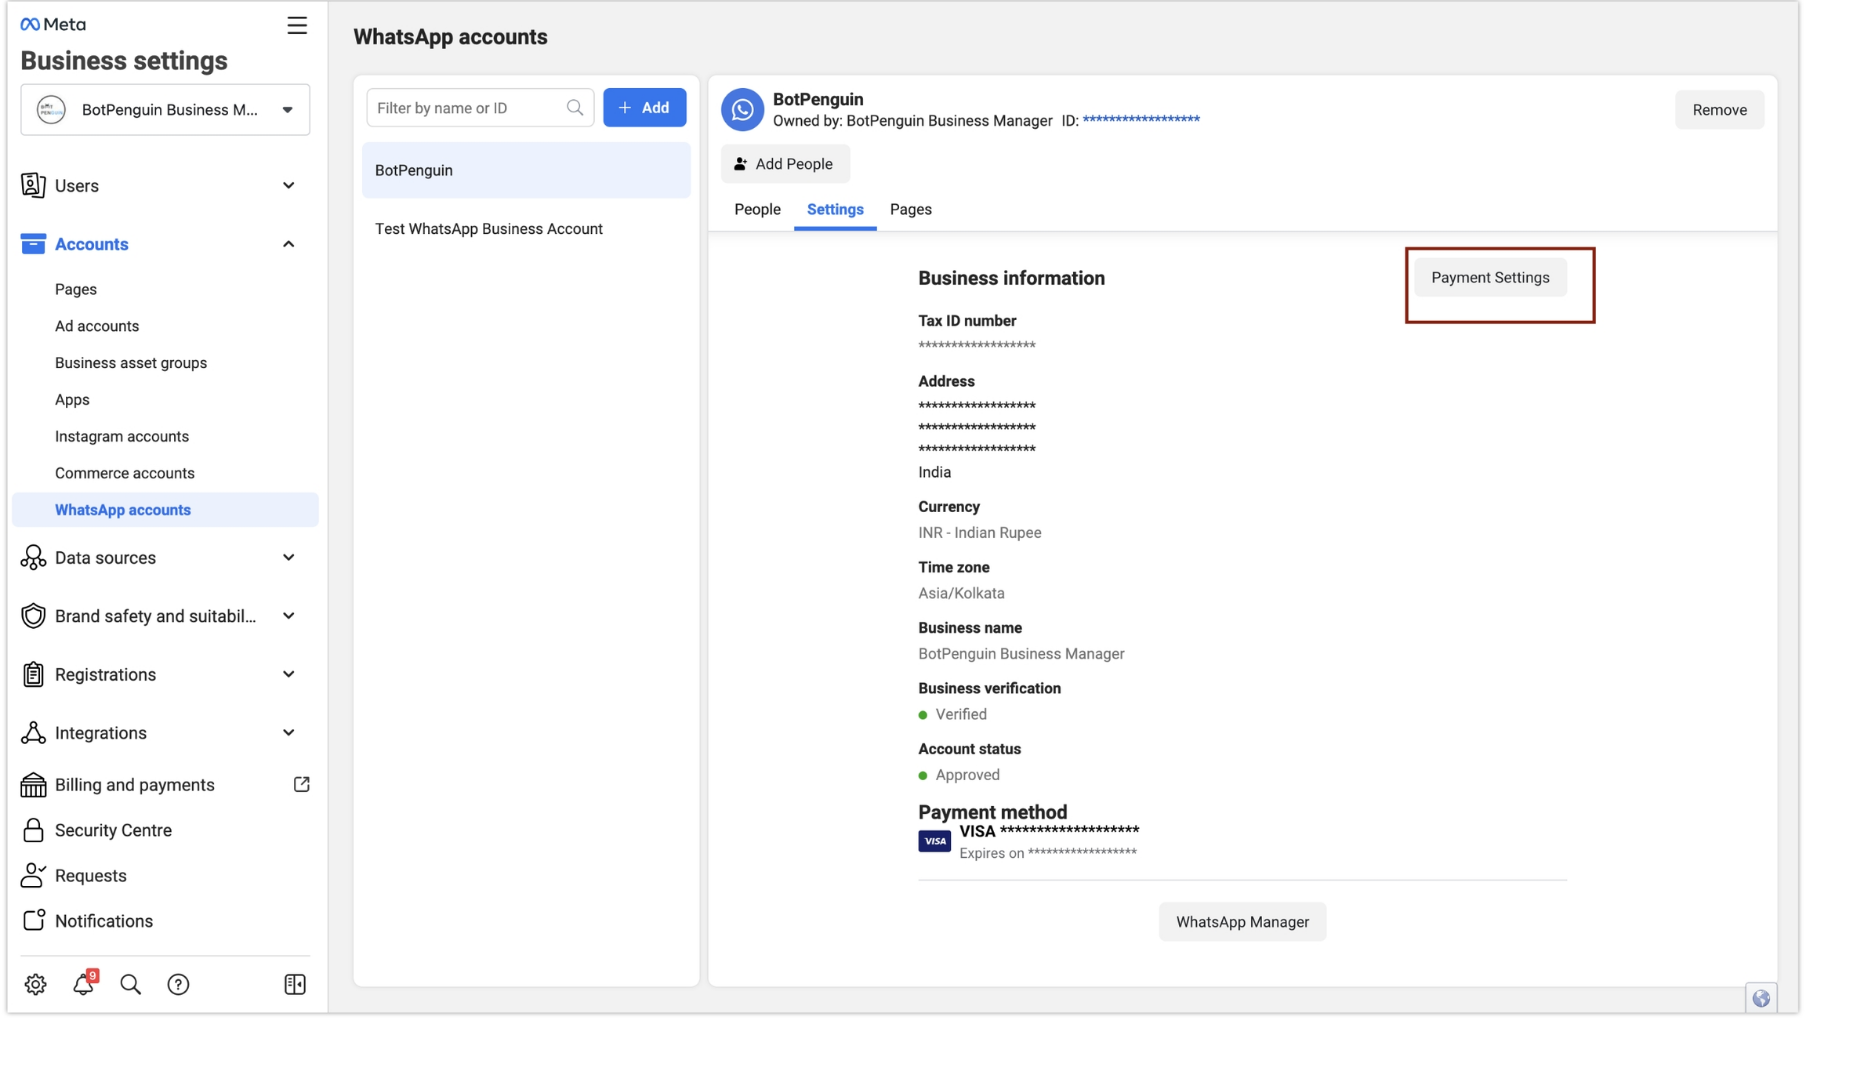 Meta
Business settings
BotPenguin Business M...
Users
Accounts
Pages
Ad accounts
Business asset groups
Apps
Instagram accounts
Commerce accounts
WhatsApp accounts
Data sources
Brand safety and suitabil...
Registrations
Integrations
Billing and payments
Security Centre
Requests
Notifications
9
WhatsApp accounts
Filter by name or ID
+ Add
BotPenguin
Test WhatsApp Business Account
BotPenguin
Owned by: BotPenguin Business Manager ID: ******************
Remove
Add People
People Settings Pages
Business information
Payment Settings
Tax ID number
******************
Address
******************
******************
******************
India
Currency
INR - Indian Rupee
Time zone
Asia/Kolkata
Business name
BotPenguin Business Manager
Business verification
Verified
Account status
Approved
Payment method
VISA VISA *******************
Expires on ******************
WhatsApp Manager